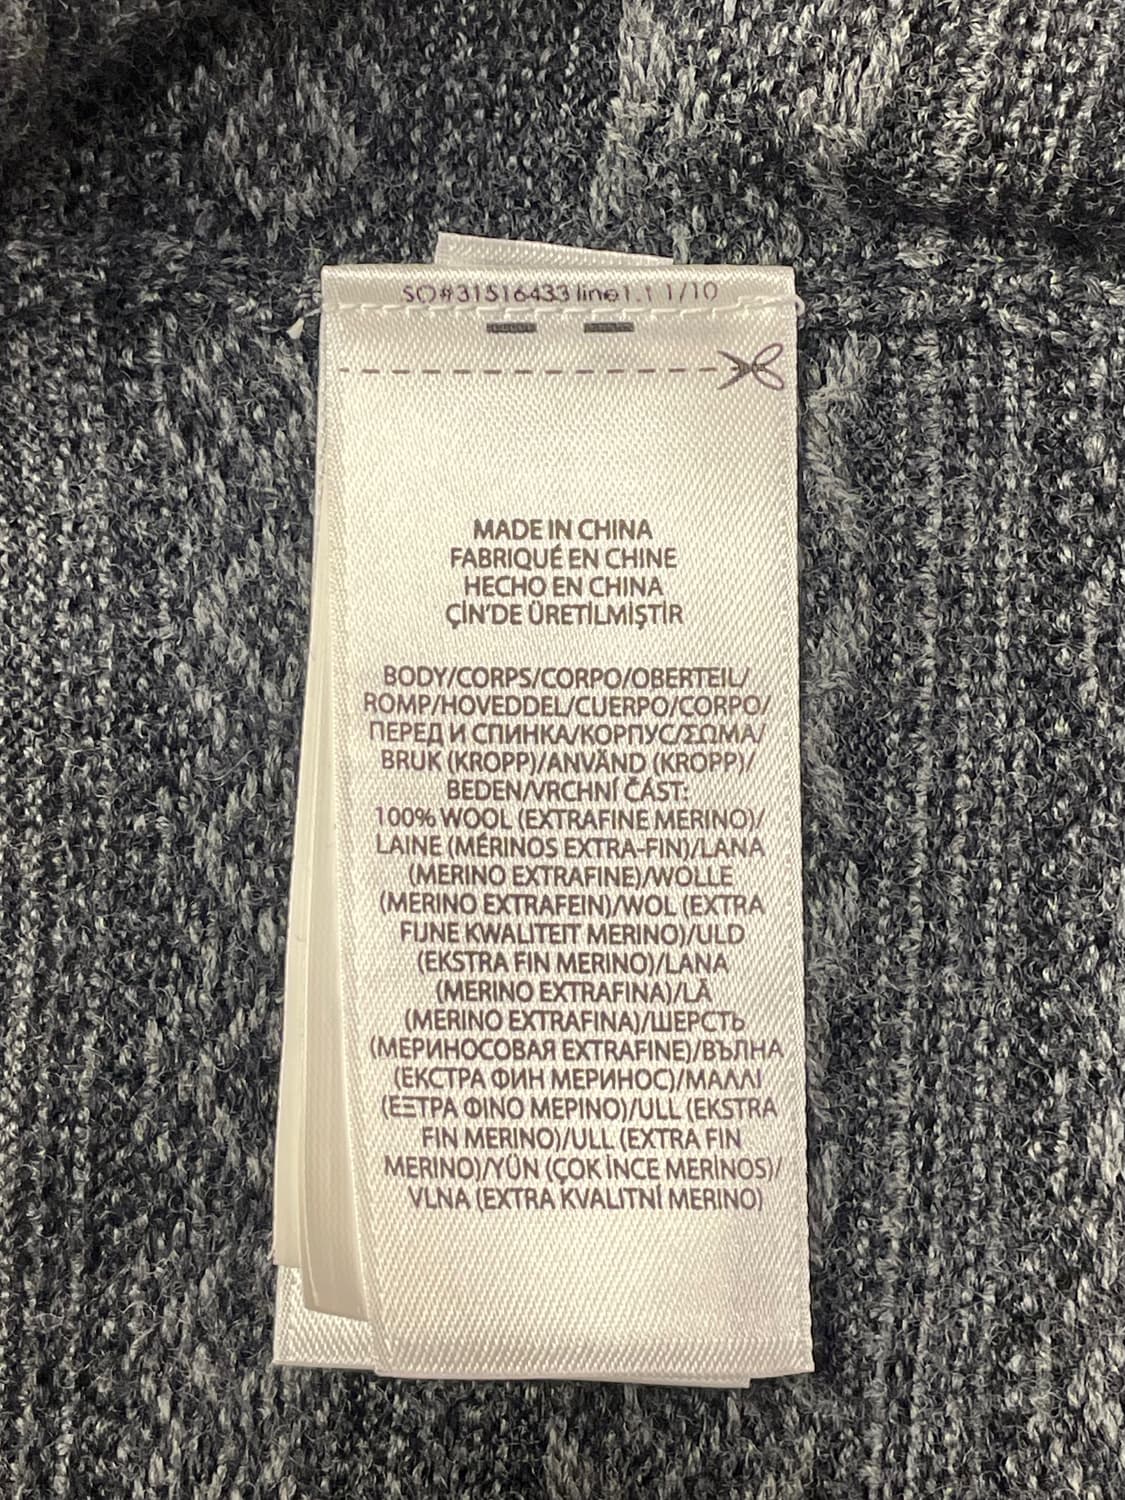 SO#31516433 line1.1 1/10
MADE IN CHINA
FABRIQUÉ EN CHINE
HECHO EN CHINA
ÇİN'DE ÜRETİLMİŞTİR
BODY/CORPS/CORPO/OBERTEIL/
ROMP/HOVEDDEL/CUERPO/CORPO/
ПЕРЕД И СПИНКА/КОРПУС/ΣΩΜΑ/
BRUK (KROPP)/ANVÄND (KROPP)/
BEDEN/VRCHNÍ ČÁST:
100% WOOL (EXTRAFINE MERINO)/
LAINE (MÉRINOS EXTRA-FIN)/LANA
(MERINO EXTRAFINE)/WOLLE
(MERINO EXTRAFEIN)/WOL (EXTRA
FIJNE KWALITEIT MERINO)/ULD
(EKSTRA FIN MERINO)/LANA
(MERINO EXTRAFINA)/LÃ
(MERINO EXTRAFINA)/ШЕРСТЬ
(МЕРИНОСОВАЯ EXTRAFINE)/ВЪЛНА
(ЕКСТРА ФИН МЕРИНОС)/ΜΑΛΛΙ
(ΕΞΤΡΑ ΦΙΝΟ ΜΕΡΙΝΟ)/ULL (EKSTRA
FIN MERINO)/ULL (EXTRA FIN
MERINO)/YÜN (ÇOK İNCE MERİNOS)/
VLNA (EXTRA KVALITNÍ MERINO)